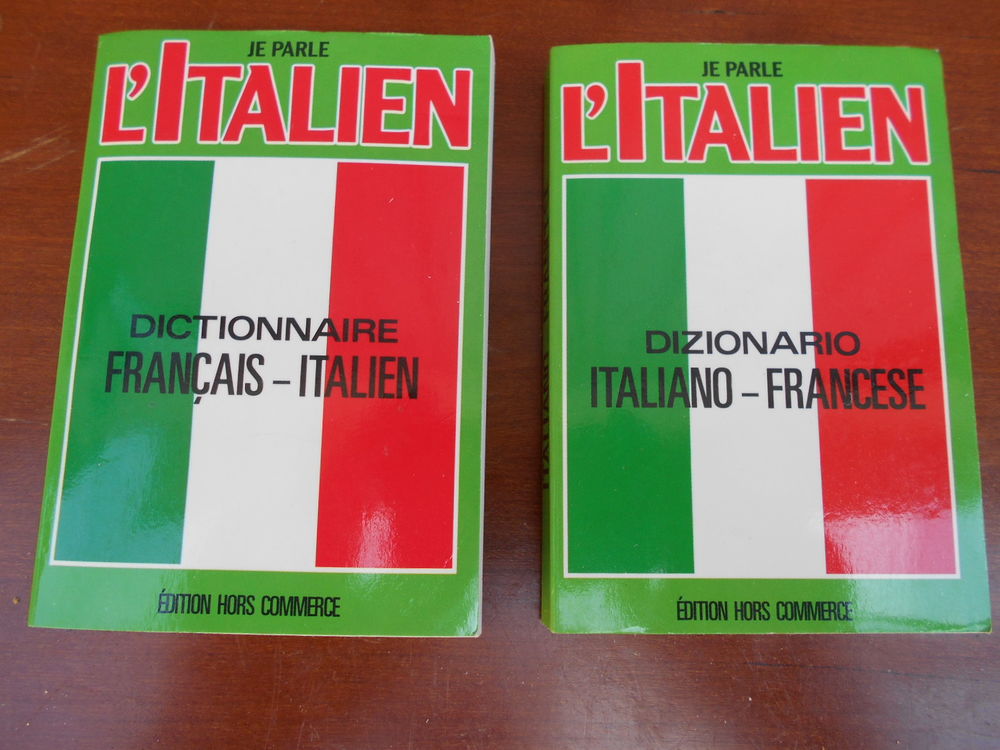 JE PARLE
L'ITALIEN
DICTIONNAIRE
FRANÇAIS – ITALIEN
ÉDITION HORS COMMERCE
JE PARLE
L'ITALIEN
DIZIONARIO
ITALIANO – FRANCESE
ÉDITION HORS COMMERCE